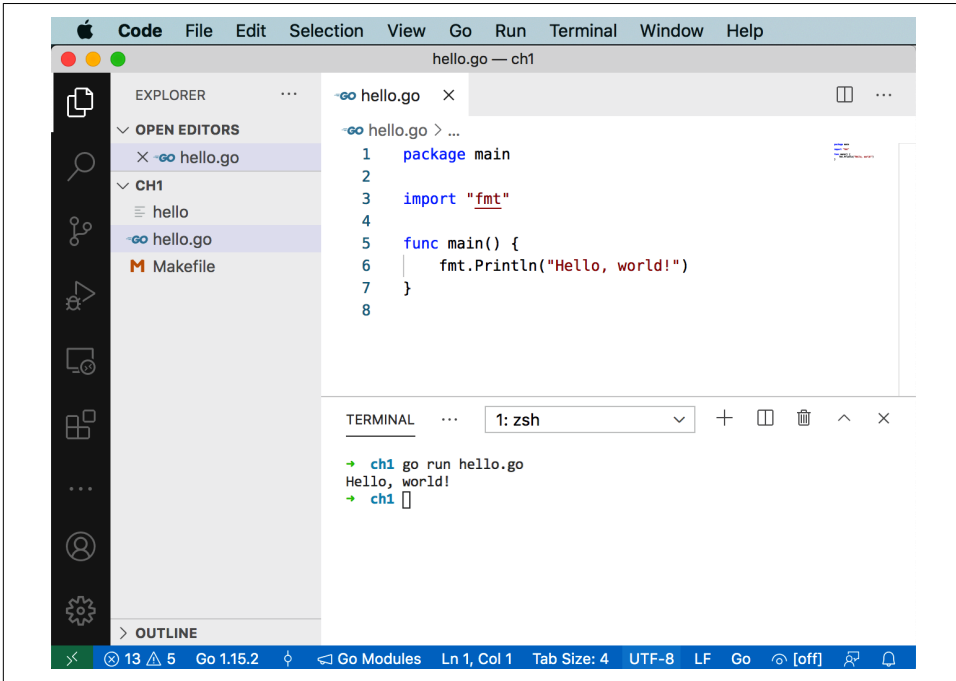 Code File Edit Selection View Go Run Terminal Window Help
hello.go — ch1
EXPLORER ···
GO hello.go ×
···
OPEN EDITORS
× GO hello.go
CH1
hello
GO hello.go
M Makefile
OUTLINE
GO hello.go > ...
1 package main
2
3 import "fmt"
4
5 func main() {
6 fmt.Println("Hello, world!")
7 }
8
TERMINAL ··· 1: zsh
→ ch1 go run hello.go
Hello, world!
→ ch1
13 5 Go 1.15.2 Go Modules Ln 1, Col 1 Tab Size: 4 UTF-8 LF Go [off]